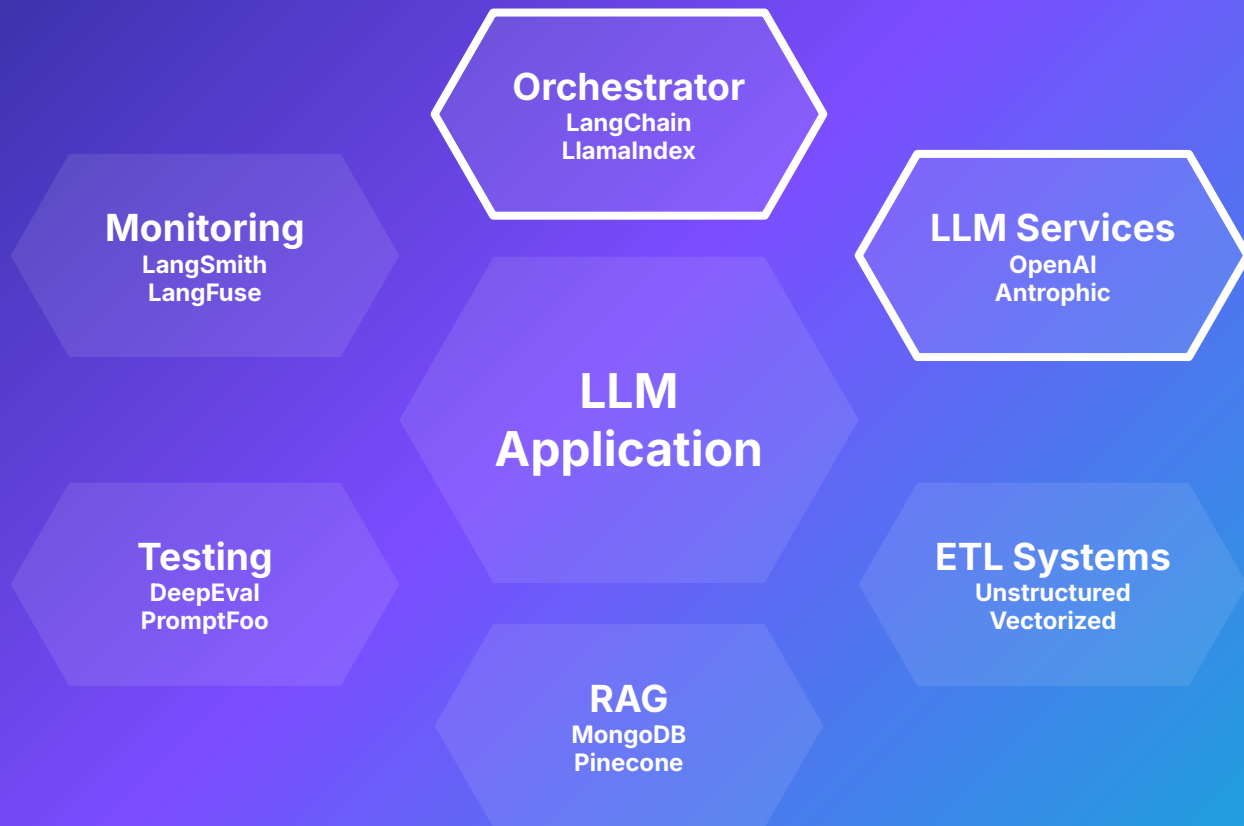 Orchestrator
LangChain
LlamaIndex
Monitoring
LangSmith
LangFuse
LLM Services
OpenAI
Antrophic
LLM
Application
Testing
DeepEval
PromptFoo
ETL Systems
Unstructured
Vectorized
RAG
MongoDB
Pinecone